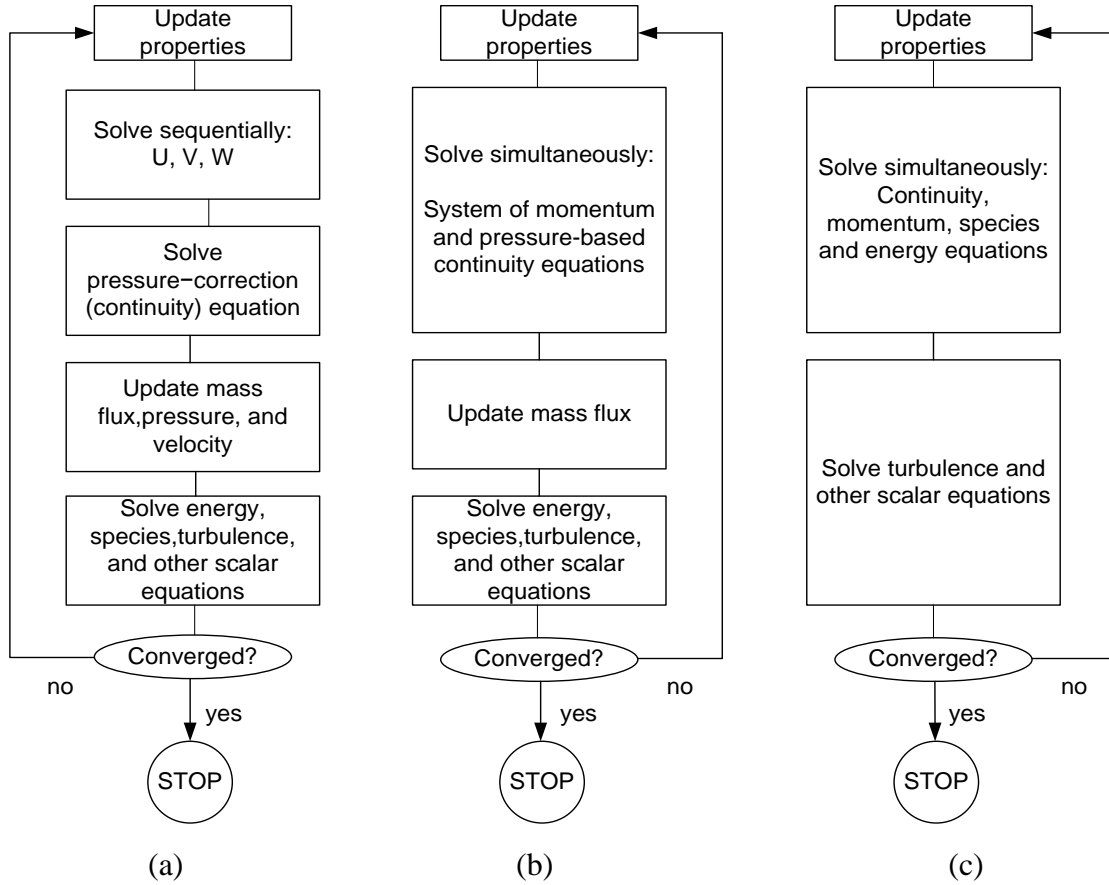 Update
properties
Solve sequentially:
U, V, W
Solve
pressure−correction
(continuity) equation
Update mass
flux,pressure, and
velocity
Solve energy,
species,turbulence,
and other scalar
equations
Converged?
no
yes
STOP
(a)
Update
properties
Solve simultaneously:
System of momentum
and pressure-based
continuity equations
Update mass flux
Solve energy,
species,turbulence,
and other scalar
equations
Converged?
no
yes
STOP
(b)
Update
properties
Solve simultaneously:
Continuity,
momentum, species
and energy equations
Solve turbulence and
other scalar equations
Converged?
no
yes
STOP
(c)